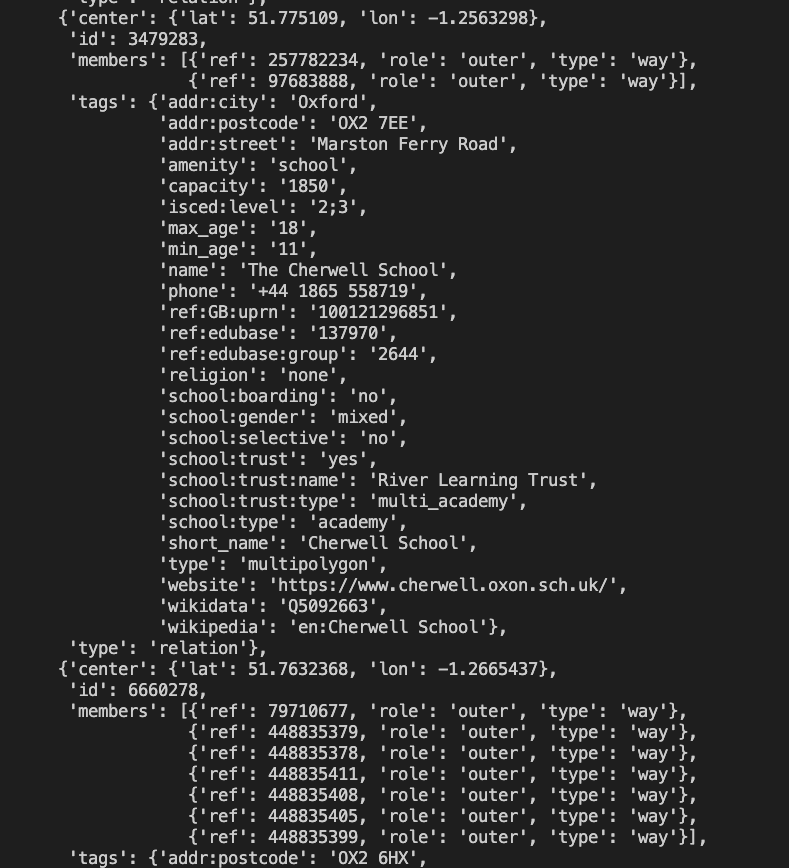 'type': 'relation'},
{'center': {'lat': 51.775109, 'lon': -1.2563298},
'id': 3479283,
'members': [{'ref': 257782234, 'role': 'outer', 'type': 'way'},
{'ref': 97683888, 'role': 'outer', 'type': 'way'}],
'tags': {'addr:city': 'Oxford',
'addr:postcode': 'OX2 7EE',
'addr:street': 'Marston Ferry Road',
'amenity': 'school',
'capacity': '1850',
'isced:level': '2;3',
'max_age': '18',
'min_age': '11',
'name': 'The Cherwell School',
'phone': '+44 1865 558719',
'ref:GB:uprn': '100121296851',
'ref:edubase': '137970',
'ref:edubase:group': '2644',
'religion': 'none',
'school:boarding': 'no',
'school:gender': 'mixed',
'school:selective': 'no',
'school:trust': 'yes',
'school:trust:name': 'River Learning Trust',
'school:trust:type': 'multi_academy',
'school:type': 'academy',
'short_name': 'Cherwell School',
'type': 'multipolygon',
'website': 'https://www.cherwell.oxon.sch.uk/',
'wikidata': 'Q5092663',
'wikipedia': 'en:Cherwell School'},
'type': 'relation'},
{'center': {'lat': 51.7632368, 'lon': -1.2665437},
'id': 6660278,
'members': [{'ref': 79710677, 'role': 'outer', 'type': 'way'},
{'ref': 448835379, 'role': 'outer', 'type': 'way'},
{'ref': 448835378, 'role': 'outer', 'type': 'way'},
{'ref': 448835411, 'role': 'outer', 'type': 'way'},
{'ref': 448835408, 'role': 'outer', 'type': 'way'},
{'ref': 448835405, 'role': 'outer', 'type': 'way'},
{'ref': 448835399, 'role': 'outer', 'type': 'way'}],
'tags': {'addr:postcode': 'OX2 6HX',